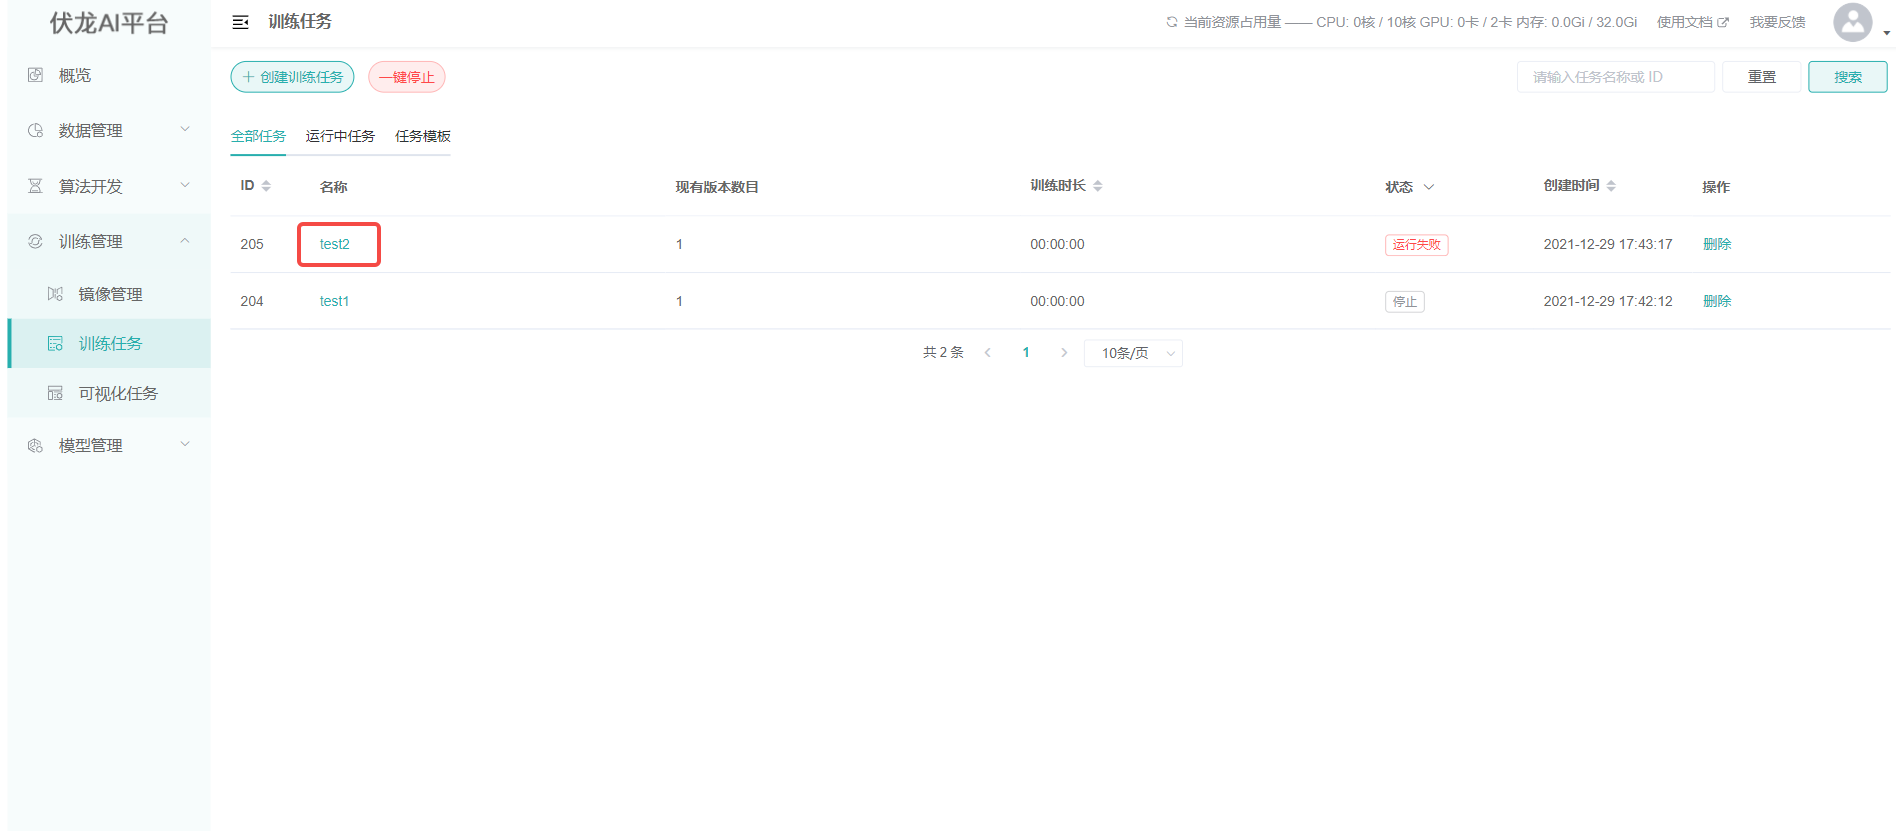 伏龙AI平台
训练任务
当前资源占用量 —— CPU: 0核 / 10核 GPU: 0卡 / 2卡 内存: 0.0Gi / 32.0Gi
使用文档
我要反馈
概览
数据管理
算法开发
训练管理
镜像管理
训练任务
可视化任务
模型管理
创建训练任务
一键停止
请输入任务名称或 ID
重置
搜索
全部任务
运行中任务
任务模板
ID 名称 现有版本数目 训练时长 状态 创建时间 操作
205 test2 1 00:00:00 运行失败 2021-12-29 17:43:17 删除
204 test1 1 00:00:00 停止 2021-12-29 17:42:12 删除
共 2 条 1 10条/页